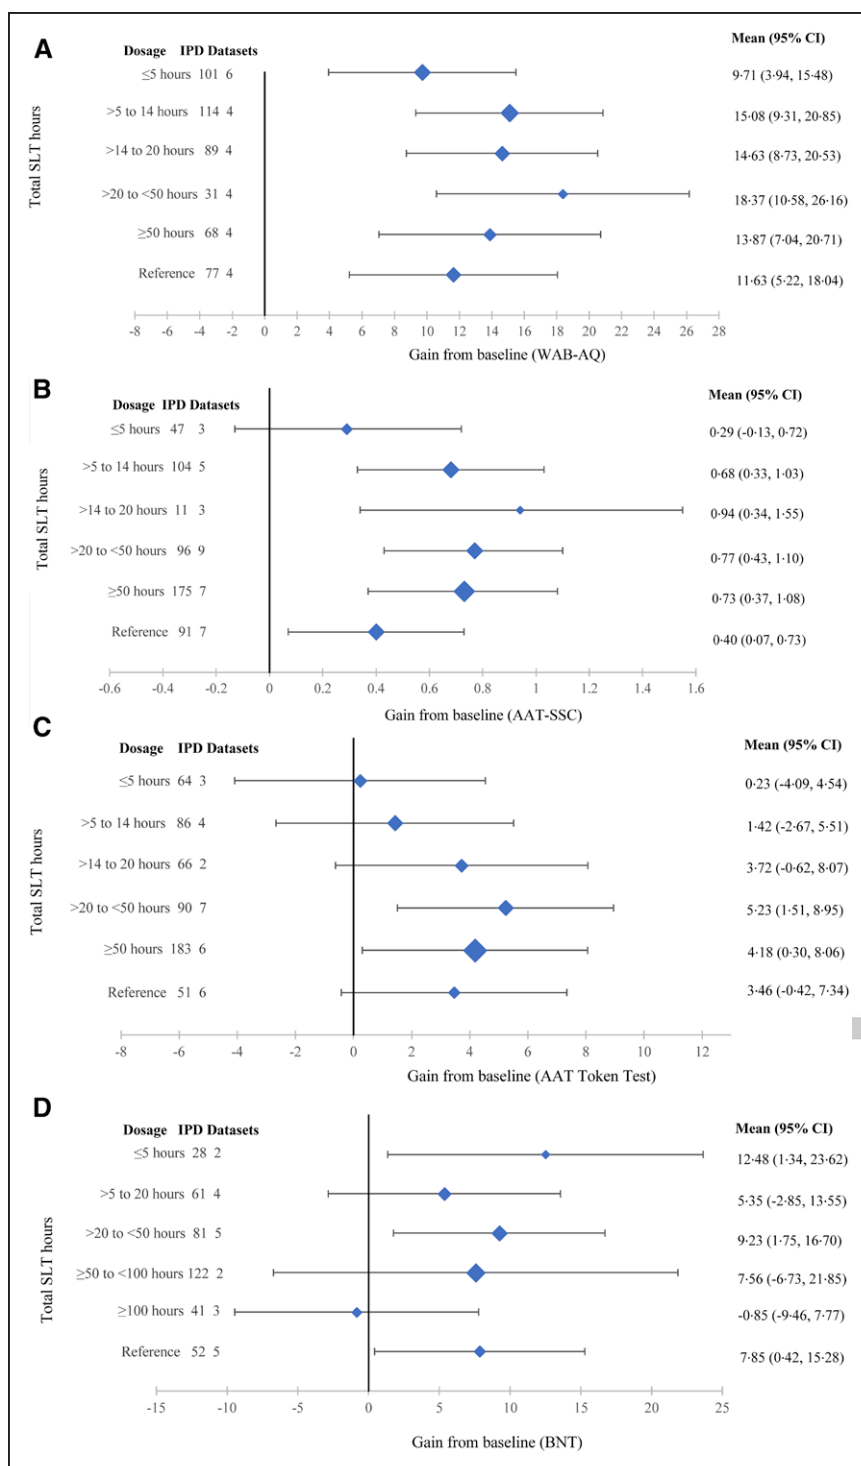 A
Mean (95% CI)
Dosage IPD Datasets
≤5 hours 101 6
9·71 (3·94, 15·48)
>5 to 14 hours 114 4
15·08 (9·31, 20·85)
>14 to 20 hours 89 4
14·63 (8·73, 20·53)
>20 to <50 hours 31 4
18·37 (10·58, 26·16)
≥50 hours 68 4
13·87 (7·04, 20·71)
Reference 77 4
11·63 (5·22, 18·04)
Total SLT hours
-8 -6 -4 -2 0 2 4 6 8 10 12 14 16 18 20 22 24 26 28
Gain from baseline (WAB-AQ)
B
Mean (95% CI)
Dosage IPD Datasets
≤5 hours 47 3
0·29 (-0·13, 0·72)
>5 to 14 hours 104 5
0·68 (0·33, 1·03)
>14 to 20 hours 11 3
0·94 (0·34, 1·55)
>20 to <50 hours 96 9
0·77 (0·43, 1·10)
≥50 hours 175 7
0·73 (0·37, 1·08)
Reference 91 7
0·40 (0·07, 0·73)
Total SLT hours
-0.6 -0.4 -0.2 0 0.2 0.4 0.6 0.8 1 1.2 1.4 1.6
Gain from baseline (AAT-SSC)
C
Mean (95% CI)
Dosage IPD Datasets
≤5 hours 64 3
0·23 (-4·09, 4·54)
>5 to 14 hours 86 4
1·42 (-2·67, 5·51)
>14 to 20 hours 66 2
3·72 (-0·62, 8·07)
>20 to <50 hours 90 7
5·23 (1·51, 8·95)
≥50 hours 183 6
4·18 (0·30, 8·06)
Reference 51 6
3·46 (-0·42, 7·34)
Total SLT hours
-8 -6 -4 -2 0 2 4 6 8 10 12
Gain from baseline (AAT Token Test)
D
Mean (95% CI)
Dosage IPD Datasets
≤5 hours 28 2
12·48 (1·34, 23·62)
>5 to 20 hours 61 4
5·35 (-2·85, 13·55)
>20 to <50 hours 81 5
9·23 (1·75, 16·70)
≥50 to <100 hours 122 2
7·56 (-6·73, 21·85)
≥100 hours 41 3
-0·85 (-9·46, 7·77)
Reference 52 5
7·85 (0·42, 15·28)
Total SLT hours
-15 -10 -5 0 5 10 15 20 25
Gain from baseline (BNT)